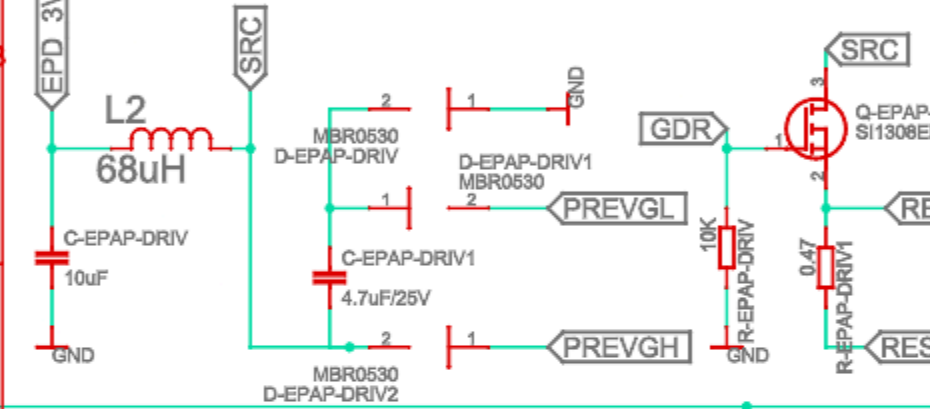 EPD 3V
SRC
L2
68uH
C-EPAP-DRIV
10uF
GND
2
1
GND
MBR0530
D-EPAP-DRIV
D-EPAP-DRIV1
MBR0530
1
2
PREVGL
C-EPAP-DRIV1
4.7uF/25V
2
1
PREVGH
MBR0530
D-EPAP-DRIV2
SRC
3
GDR
1
Q-EPAP-
SI1308E
2
RE
10K
R-EPAP-DRIV
GND
0.47
R-EPAP-DRIV1
RES